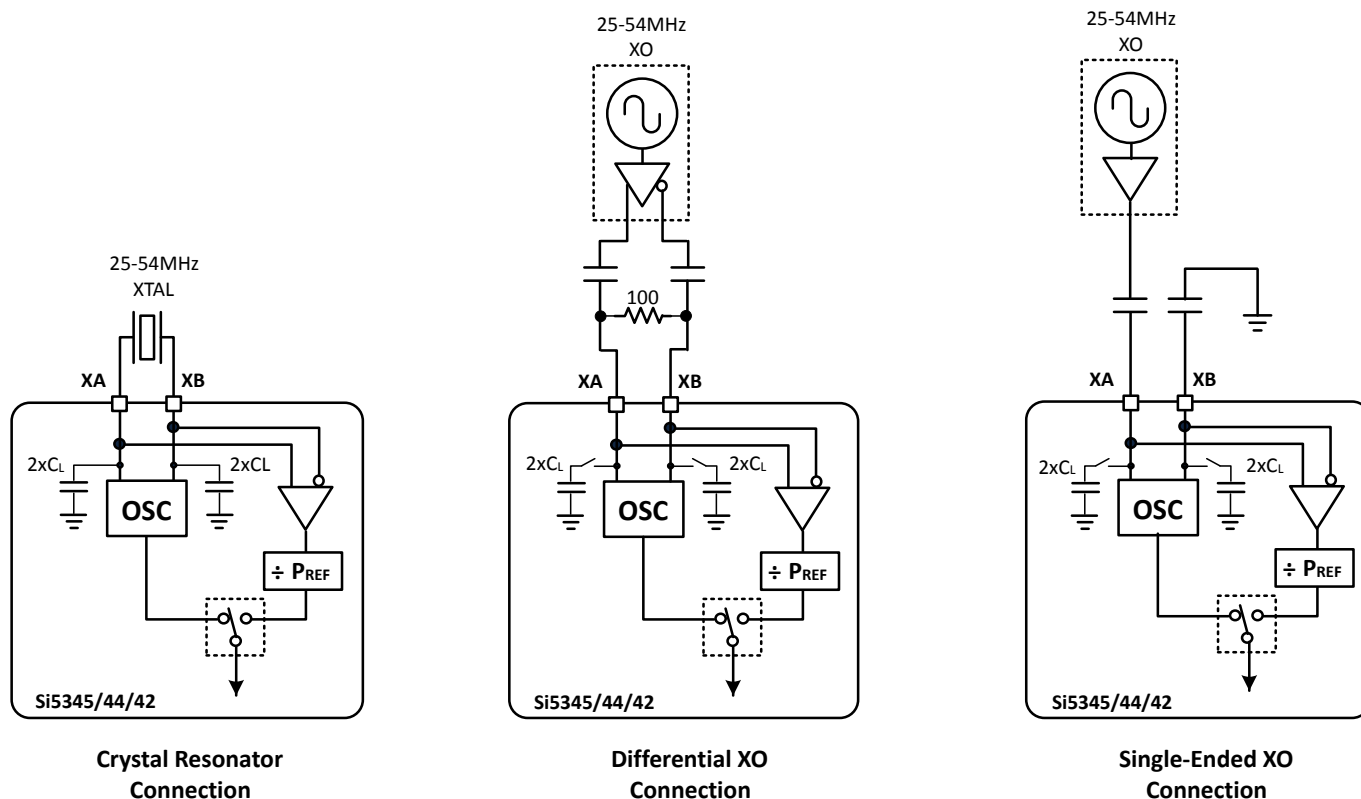 25-54MHz
XTAL
XA
XB
2xCL
2xCL
OSC
÷ PREF
Si5345/44/42
Crystal Resonator
Connection
25-54MHz
XO
100
XA
XB
2xCL
2xCL
OSC
÷ PREF
Si5345/44/42
Differential XO
Connection
25-54MHz
XO
XA
XB
2xCL
2xCL
OSC
÷ PREF
Si5345/44/42
Single-Ended XO
Connection